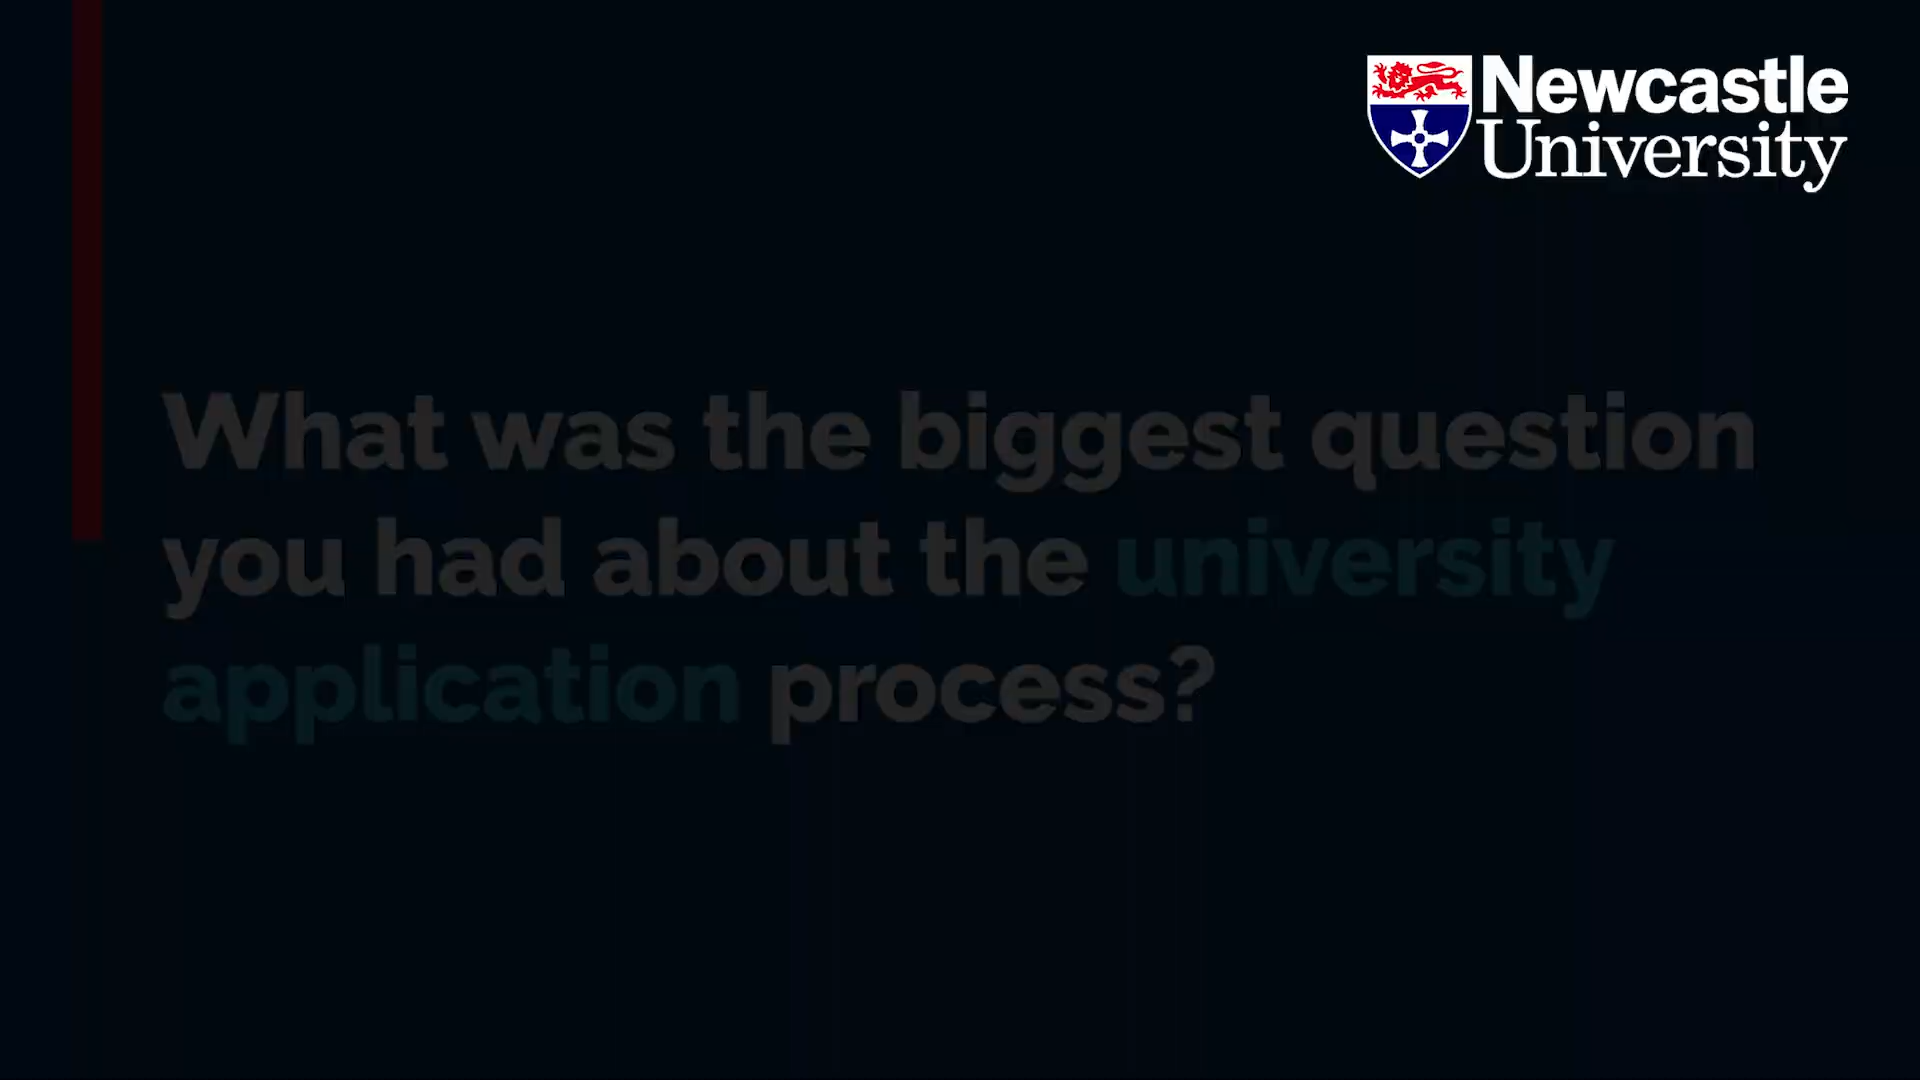 Newcastle
University
What was the biggest question
you had about the university
application process?